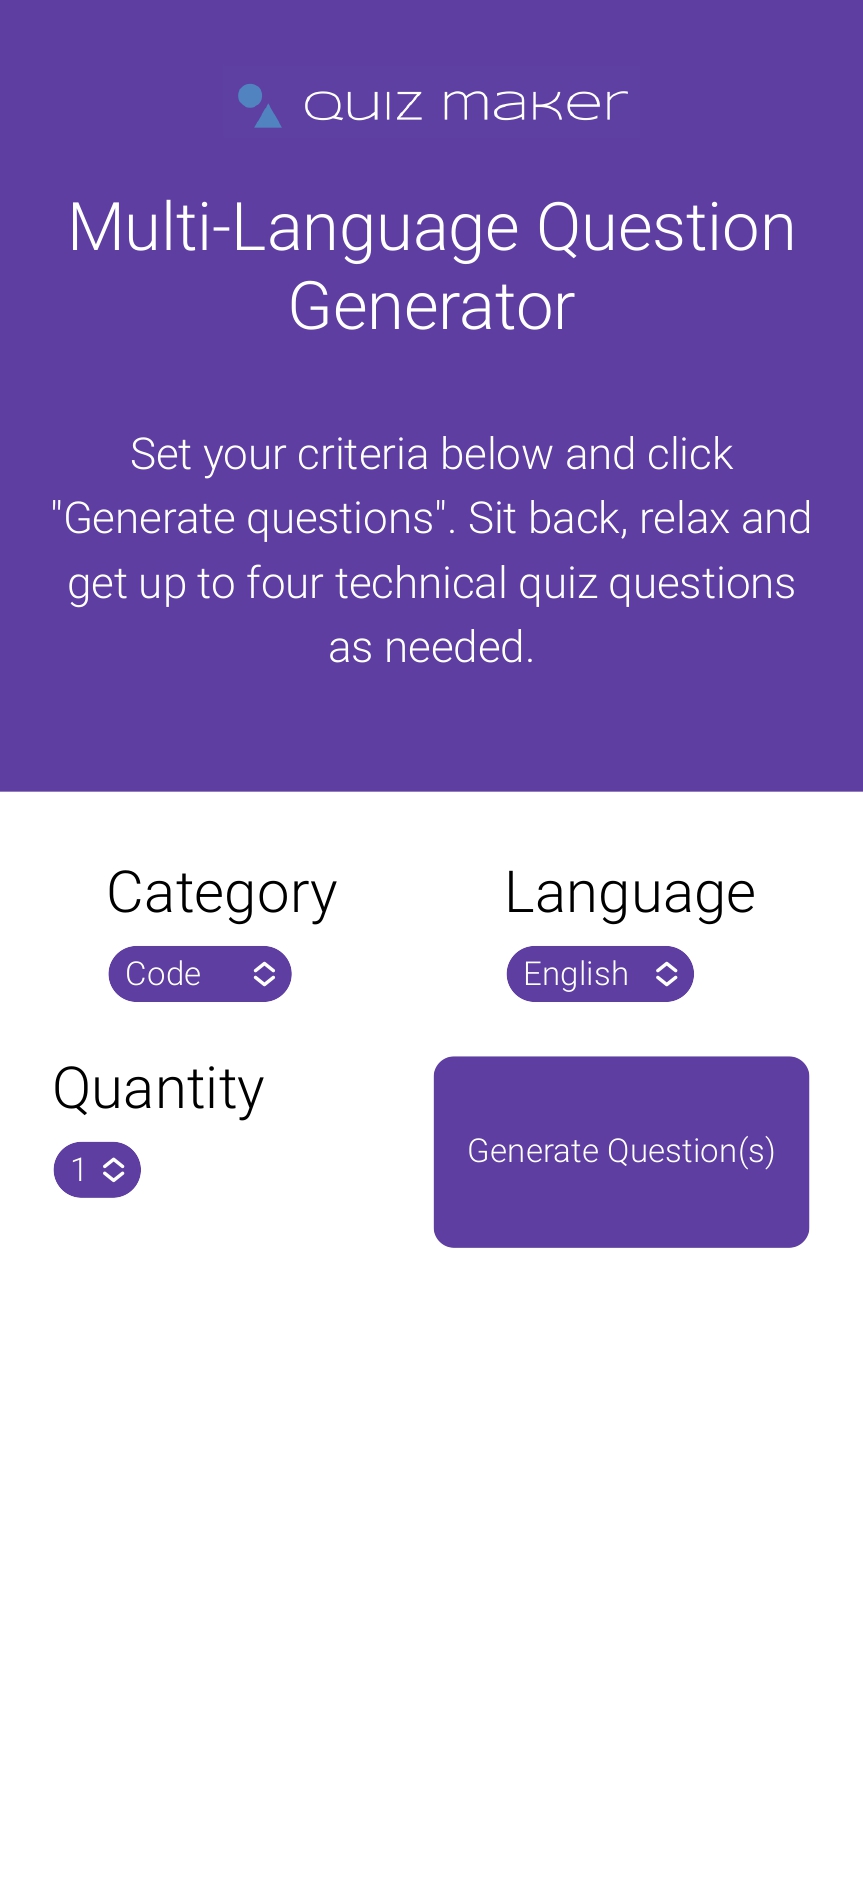 quiz maker
Multi-Language Question
Generator
Set your criteria below and click
"Generate questions". Sit back, relax and
get up to four technical quiz questions
as needed.
Category
Language
Code
English
Quantity
1
Generate Question(s)